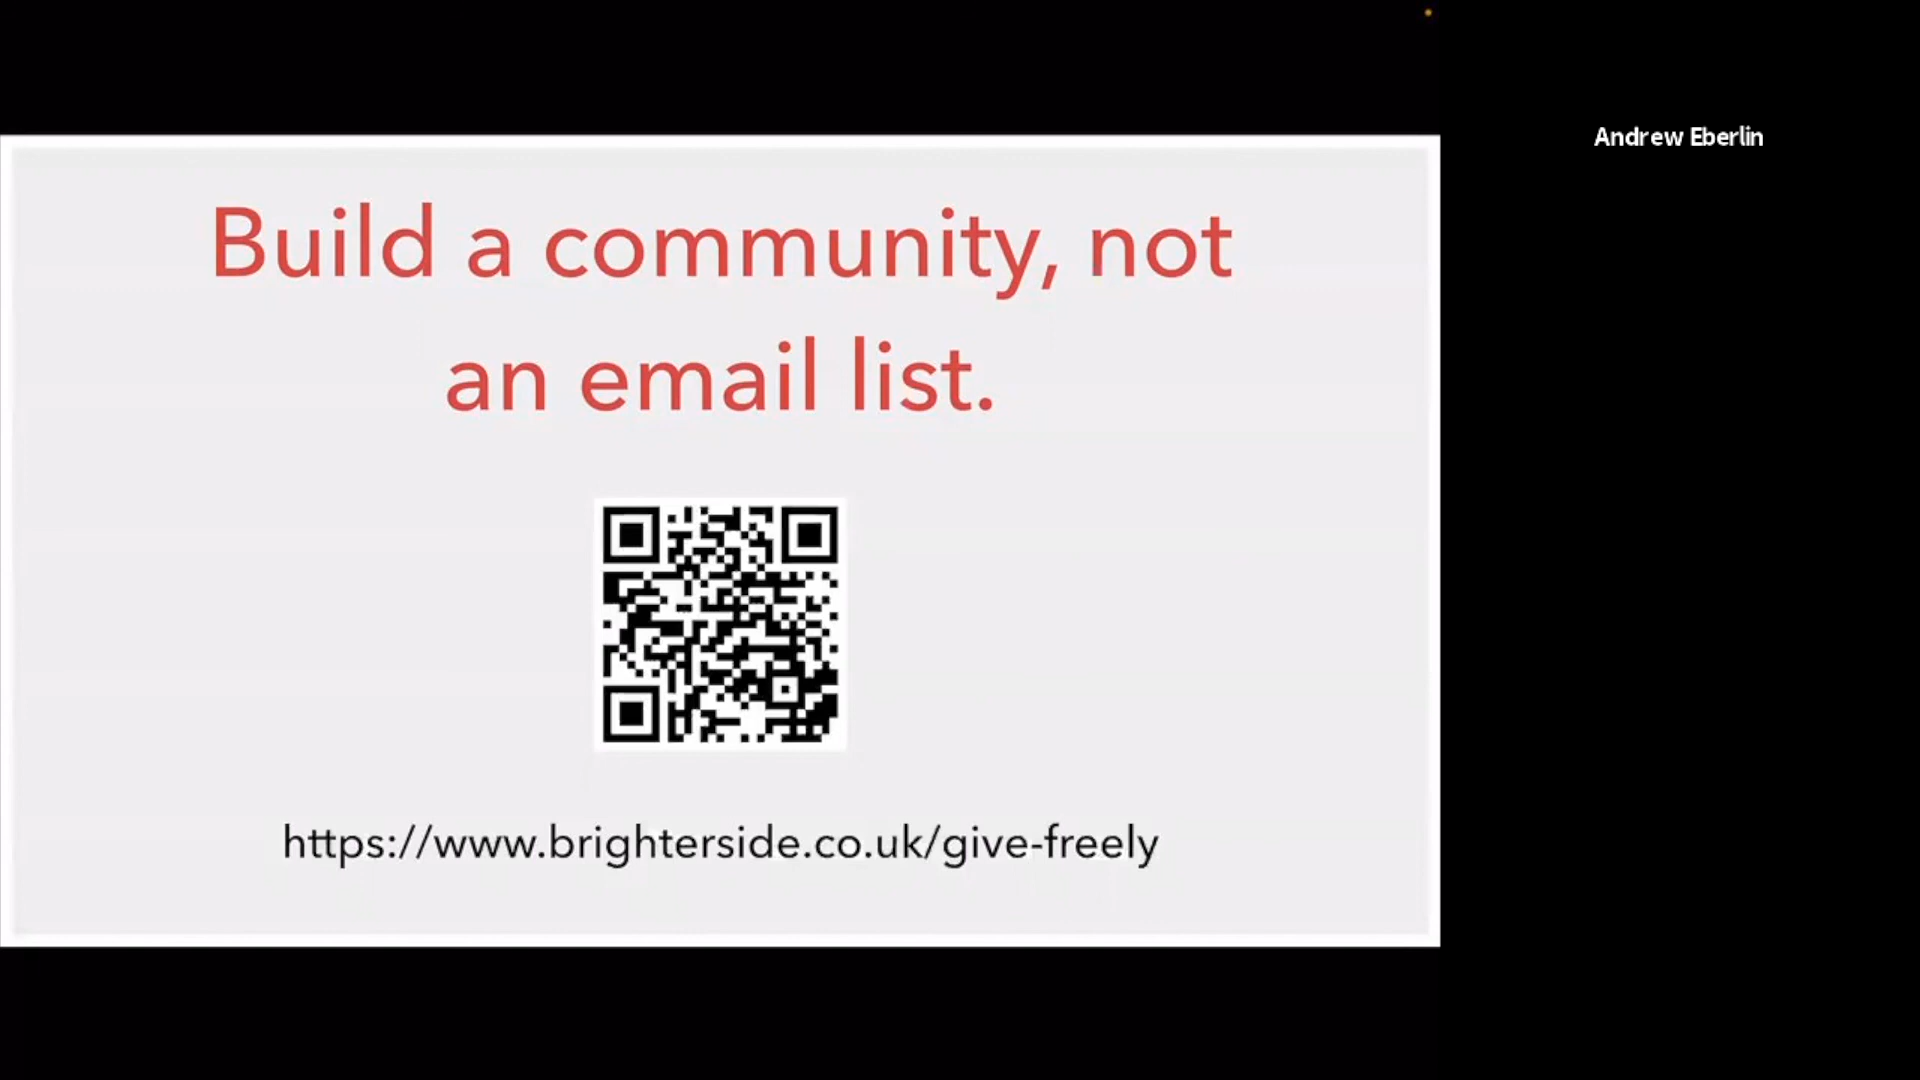 Build a community, not
an email list.
https://www.brighterside.co.uk/give-freely
Andrew Eberlin